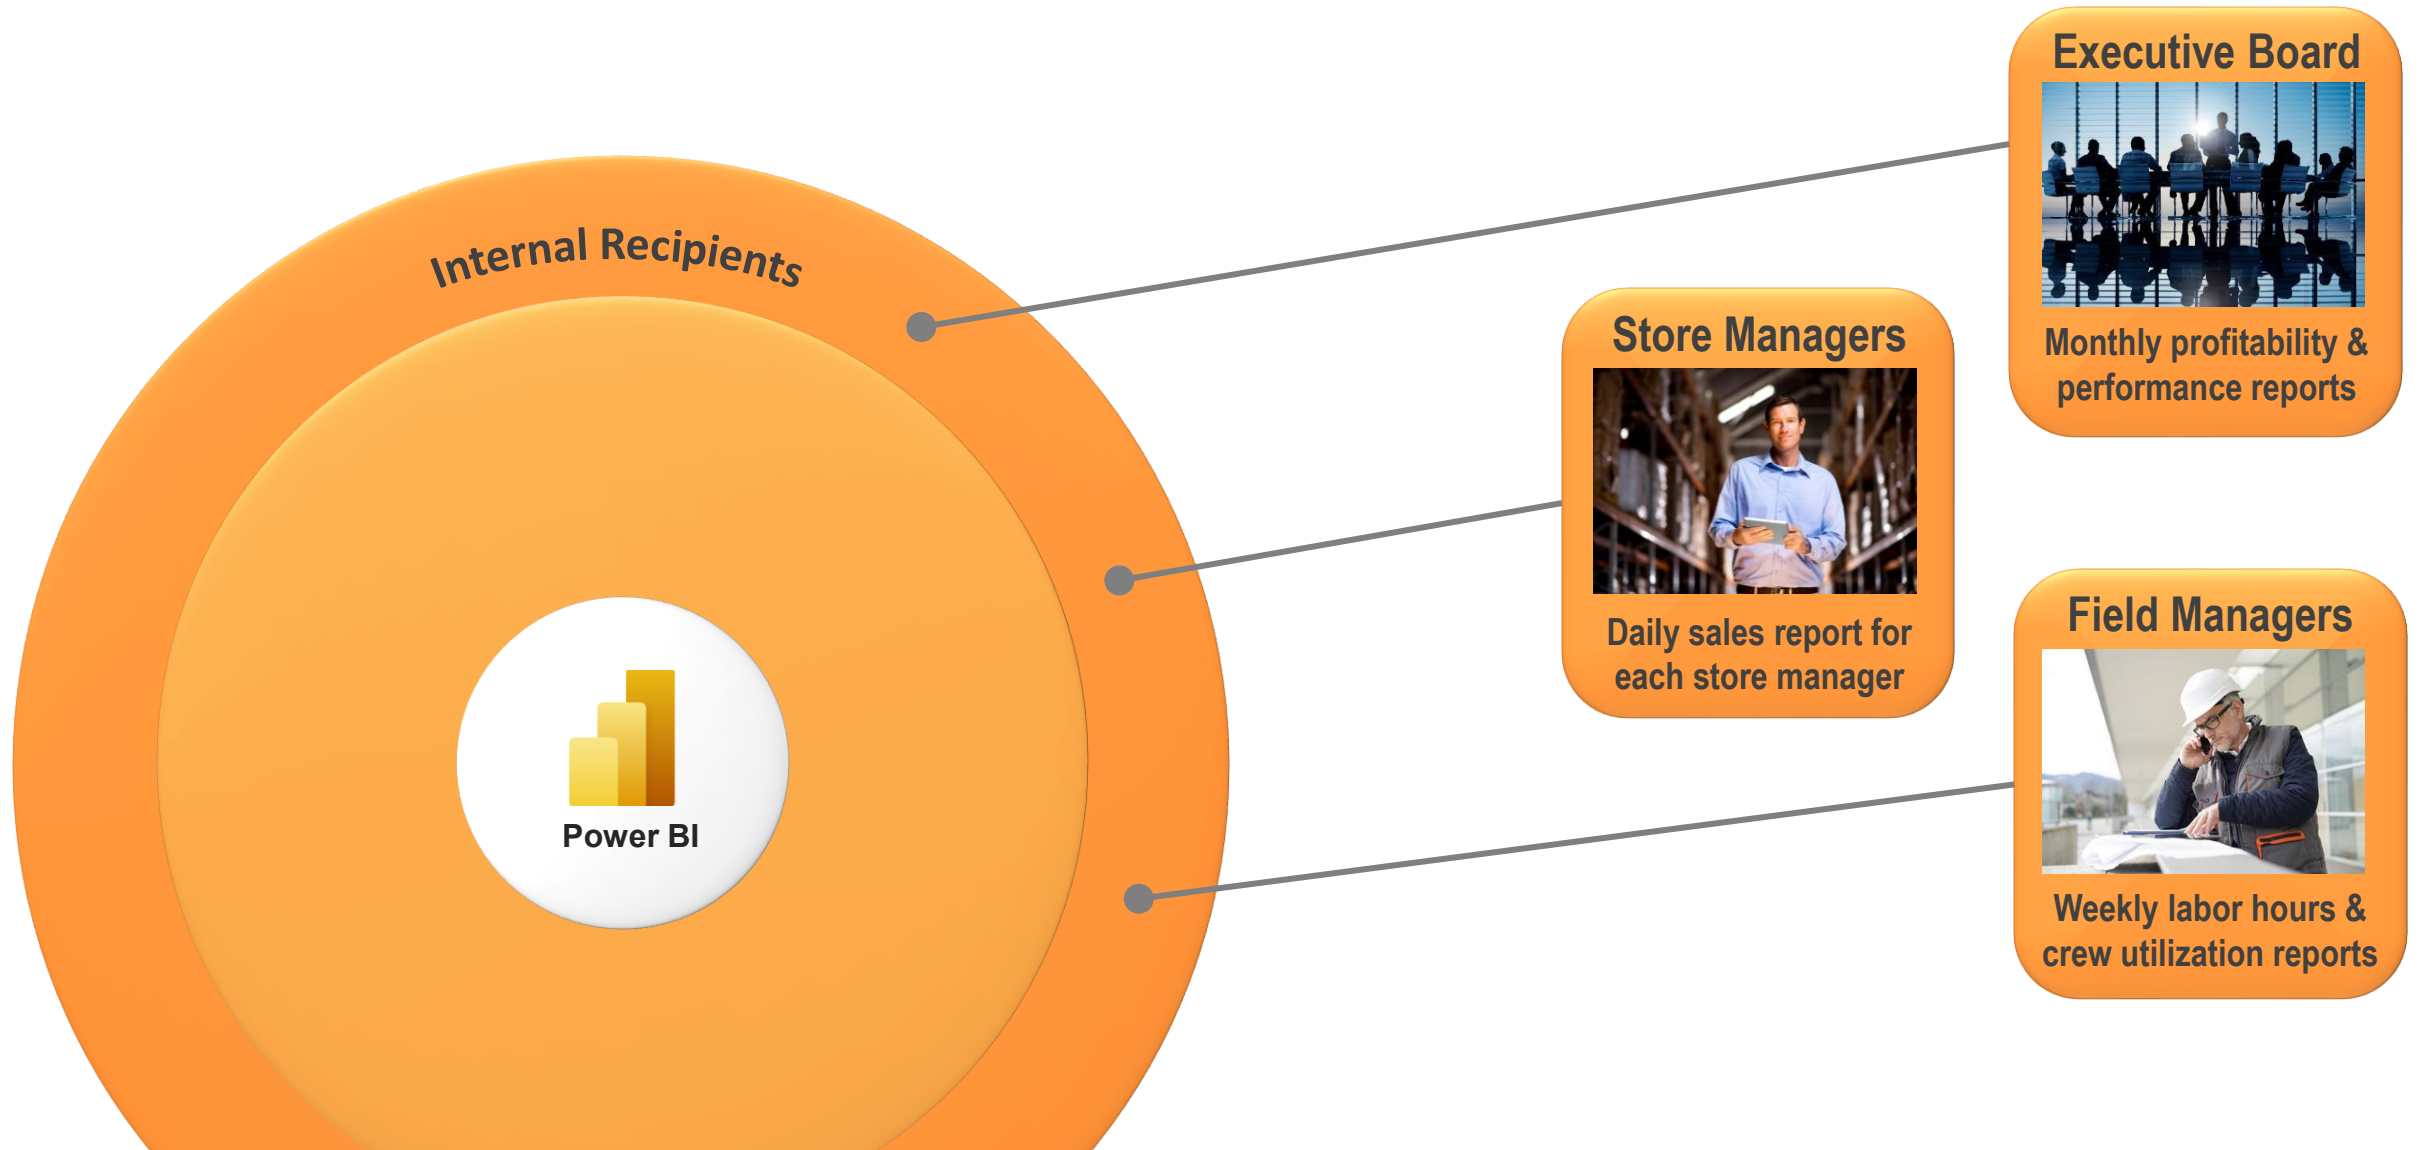 Internal Recipients
Power BI
Executive Board
Monthly profitability &
performance reports
Store Managers
Daily sales report for
each store manager
Field Managers
Weekly labor hours &
crew utilization reports